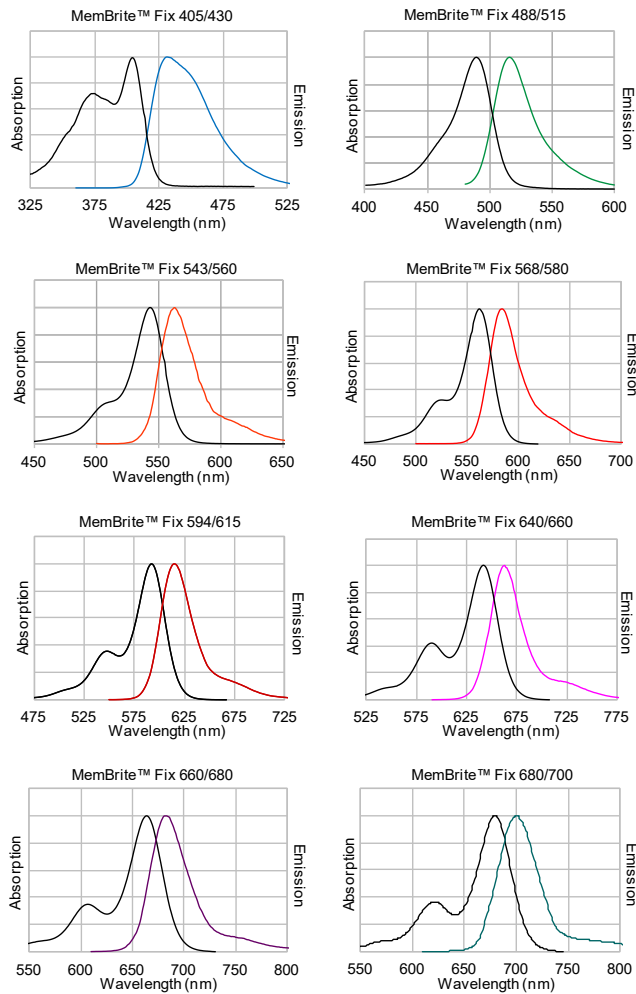 MemBrite™ Fix 405/430
Absorption
Emission
325 375 425 475 525
Wavelength (nm)
MemBrite™ Fix 488/515
Absorption
Emission
400 450 500 550 600
Wavelength (nm)
MemBrite™ Fix 543/560
Absorption
Emission
450 500 550 600 650
Wavelength (nm)
MemBrite™ Fix 568/580
Absorption
Emission
450 500 550 600 650 700
Wavelength (nm)
MemBrite™ Fix 594/615
Absorption
Emission
475 525 575 625 675 725
Wavelength (nm)
MemBrite™ Fix 640/660
Absorption
Emission
525 575 625 675 725 775
Wavelength (nm)
MemBrite™ Fix 660/680
Absorption
Emission
550 600 650 700 750 800
Wavelength (nm)
MemBrite™ Fix 680/700
Absorption
Emission
550 600 650 700 750 800
Wavelength (nm)